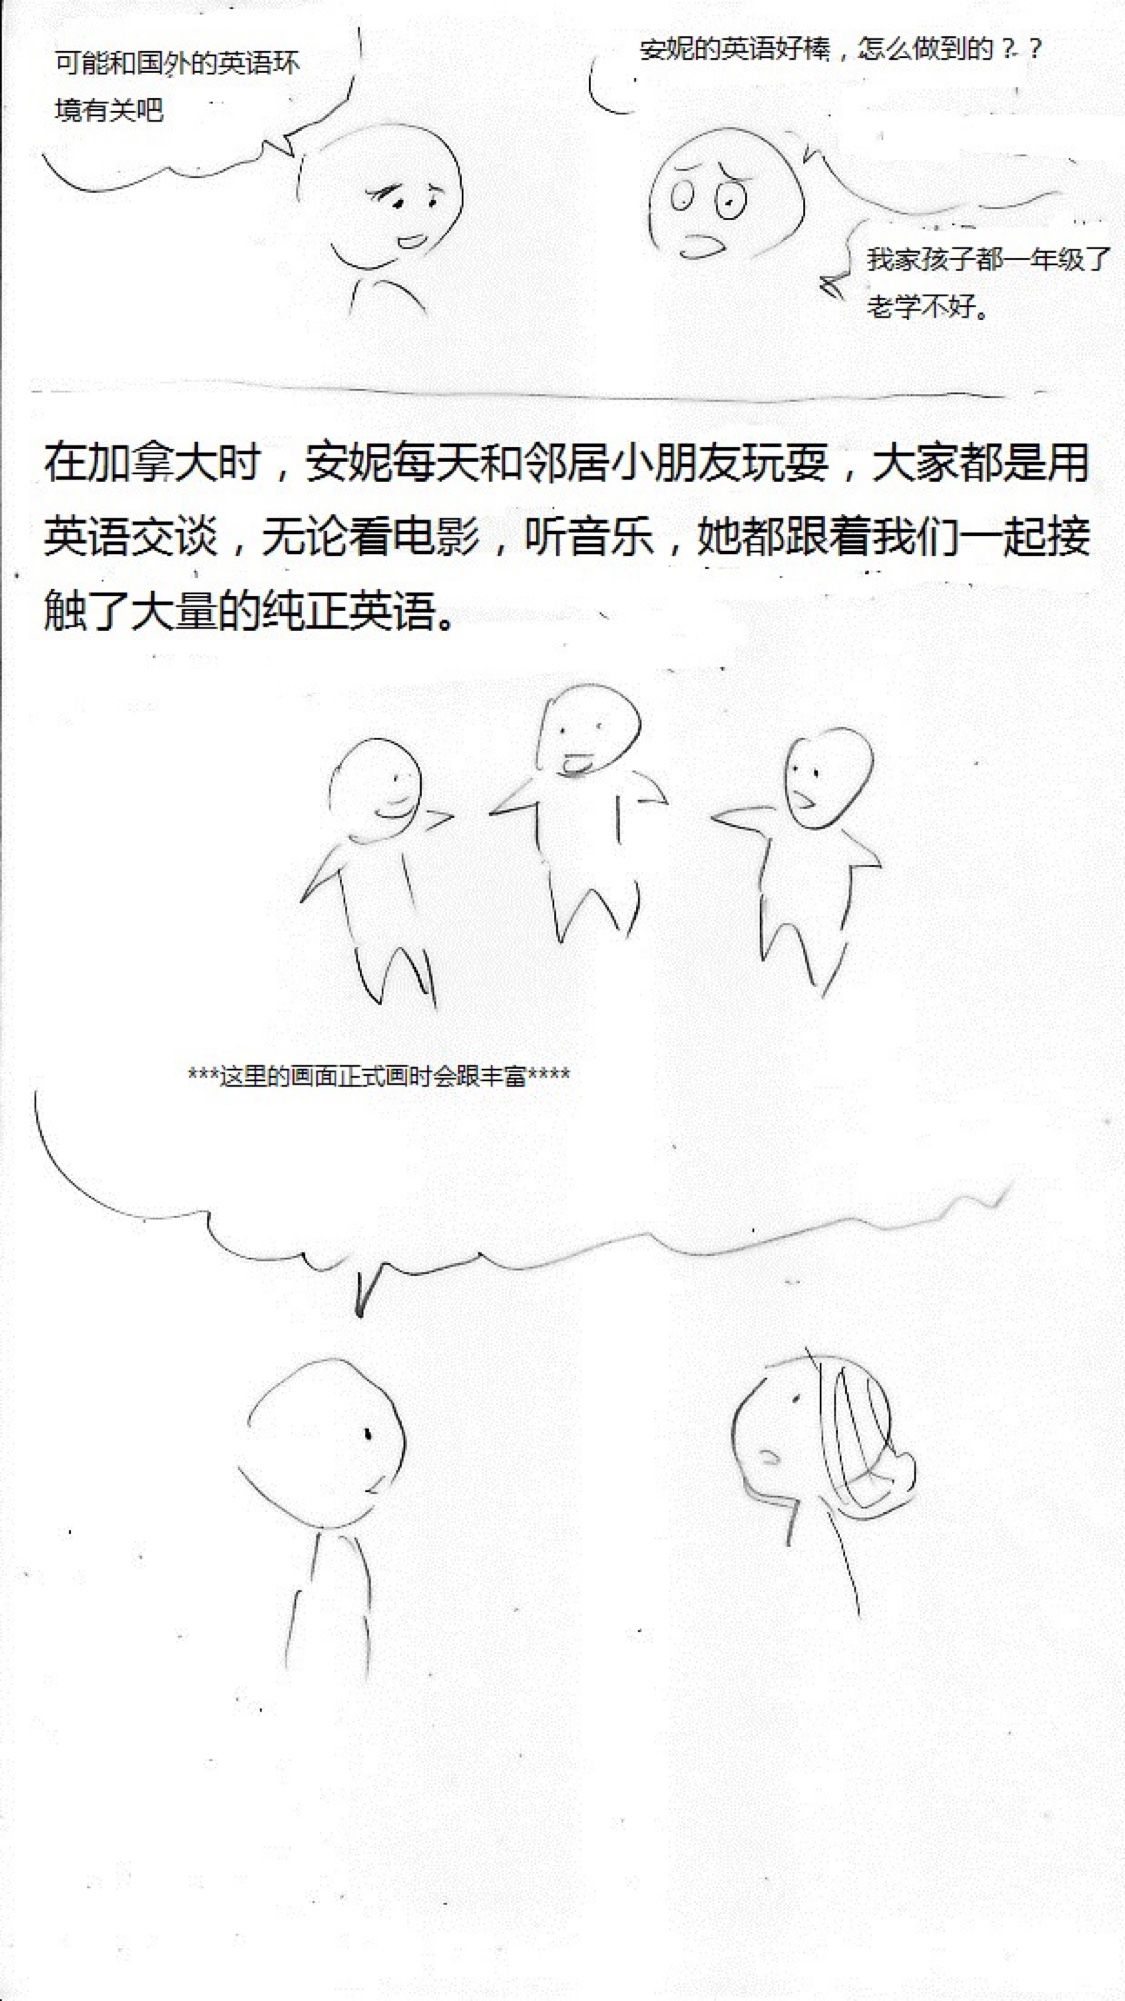 可能和国外的英语环
境有关吧
安妮的英语好棒，怎么做到的？？
我家孩子都一年级了
老学不好。
在加拿大时，安妮每天和邻居小朋友玩耍，大家都是用
英语交谈，无论看电影，听音乐，她都跟着我们一起接
触了大量的纯正英语。
***这里的画面正式画时会跟丰富****